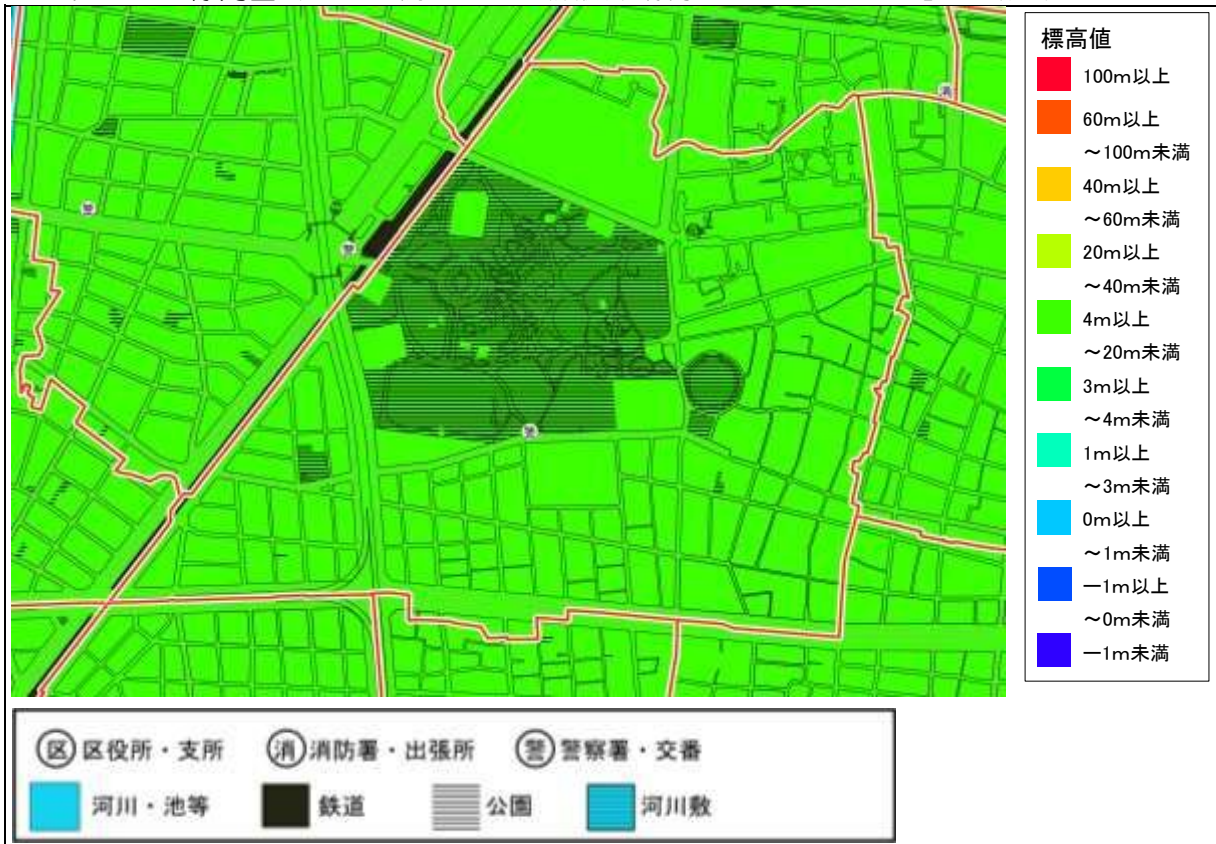 標高値
100m以上
60m以上
～100m未満
40m以上
～60m未満
20m以上
～40m未満
4m以上
～20m未満
3m以上
～4m未満
1m以上
～3m未満
0m以上
～1m未満
－1m以上
～0m未満
－1m未満
消
警
警
警
区 区役所・支所 消 消防署・出張所 警 警察署・交番
河川・池等 鉄道 公園 河川敷